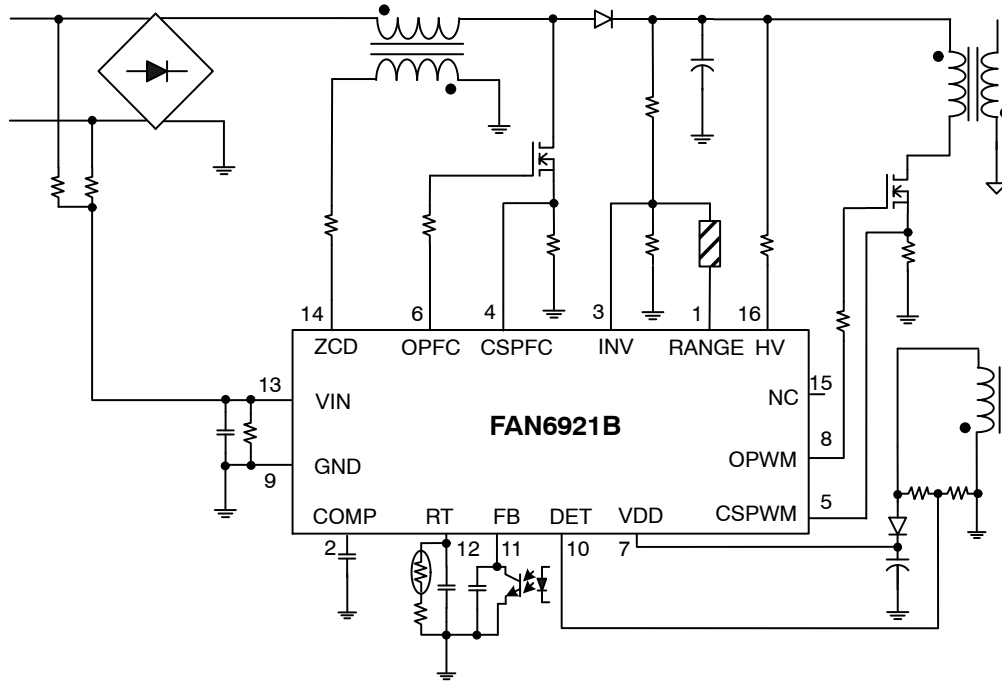 14
6
4
3
1
16
ZCD
OPFC
CSPFC
INV
RANGE
HV
13
VIN
15
NC
FAN6921B
8
OPWM
GND
9
5
CSPWM
COMP
RT
FB
DET
VDD
2
12
11
10
7